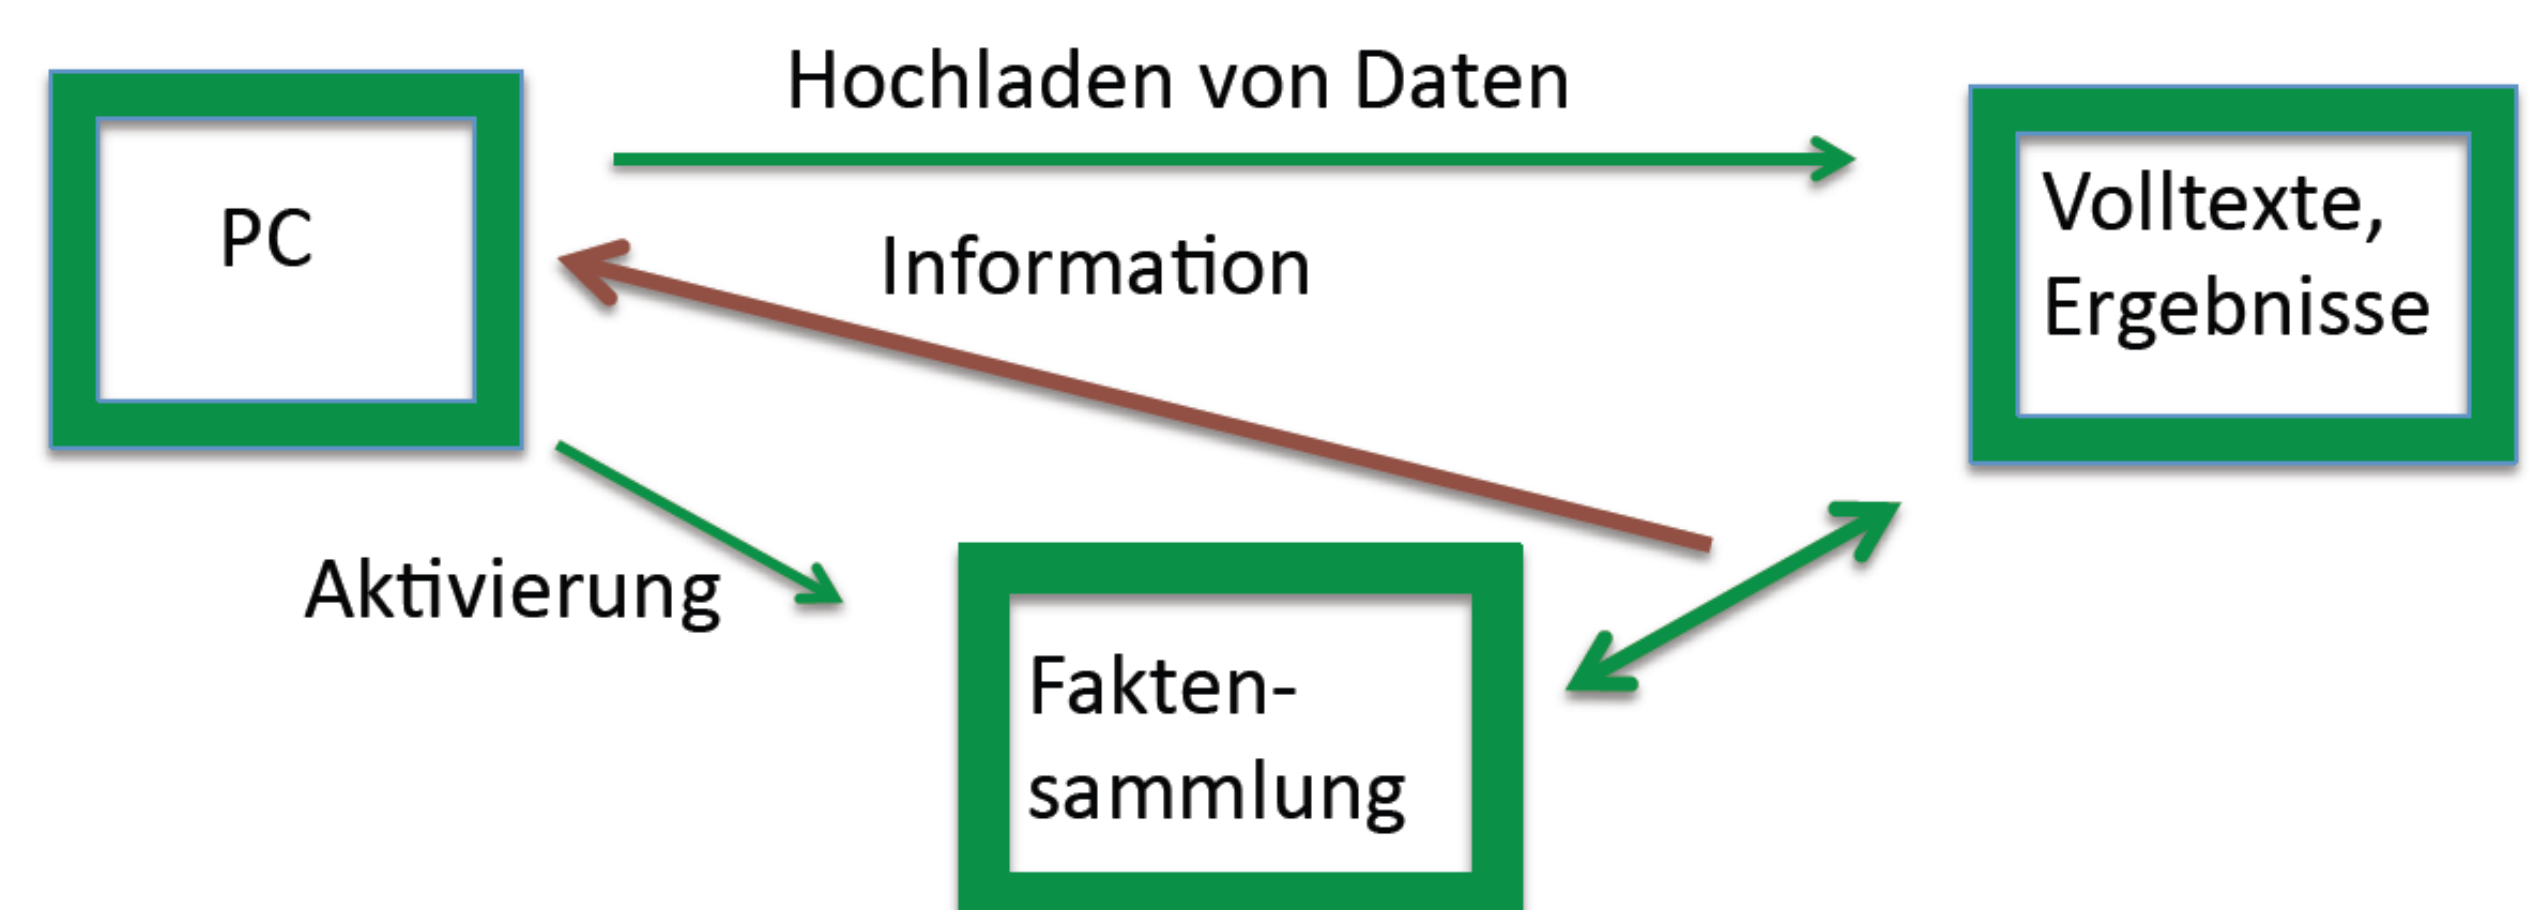 Hochladen von Daten
PC
Information
Volltexte,
Ergebnisse
Aktivierung
Fakten-
sammlung